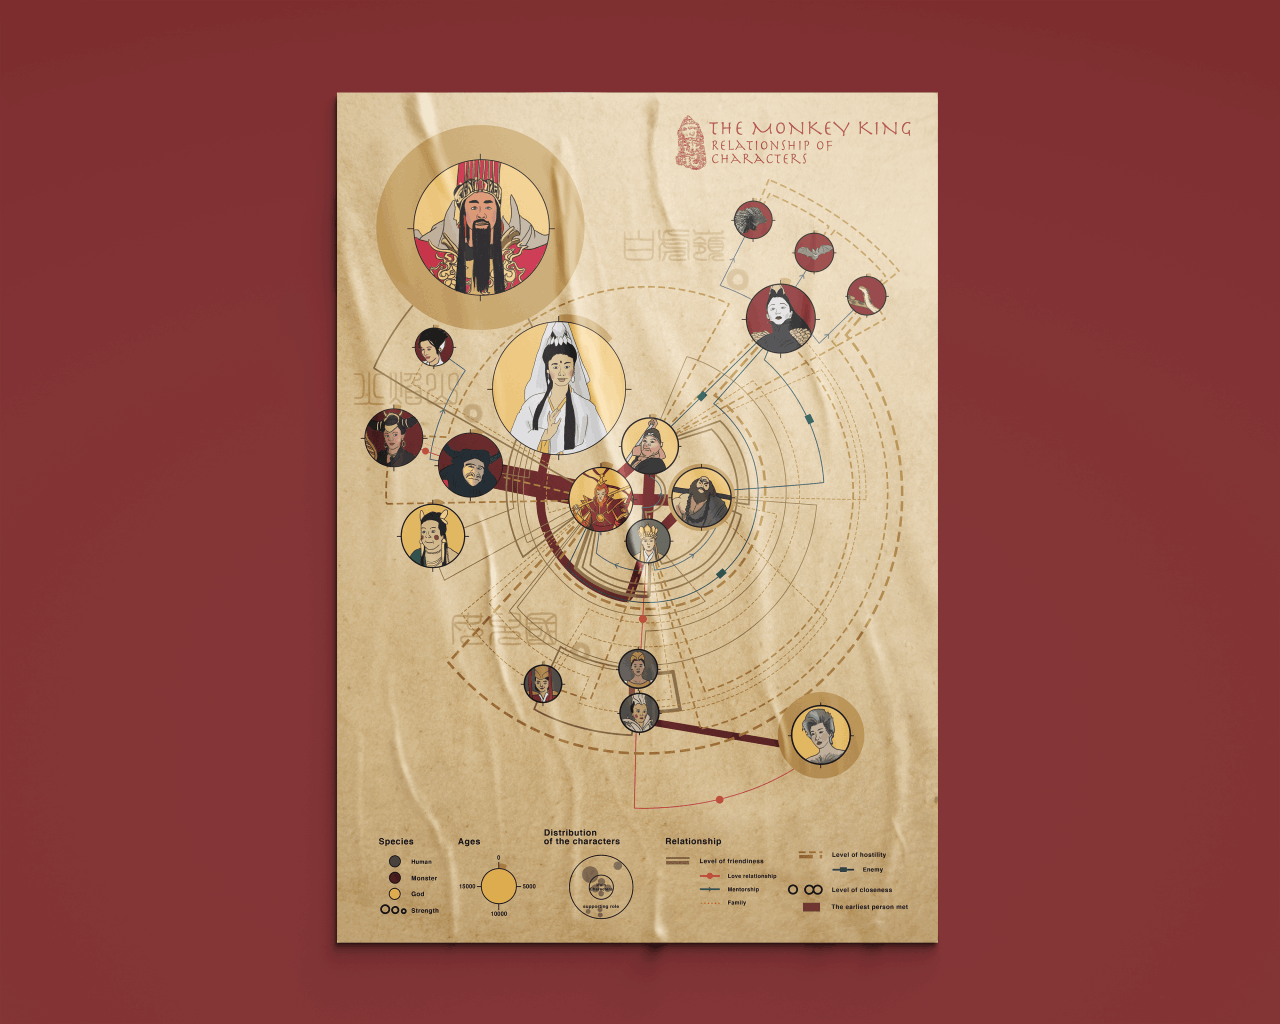 THE MONKEY KING
RELATIONSHIP OF
CHARACTERS
Species
Human
Monster
God
Strength
Ages
0
15000
5000
10000
Distribution
of the characters
supporting role
Relationship
Level of friendiness
Love relationship
Mentorship
Family
Level of hostility
Enemy
Level of closeness
The earliest person met